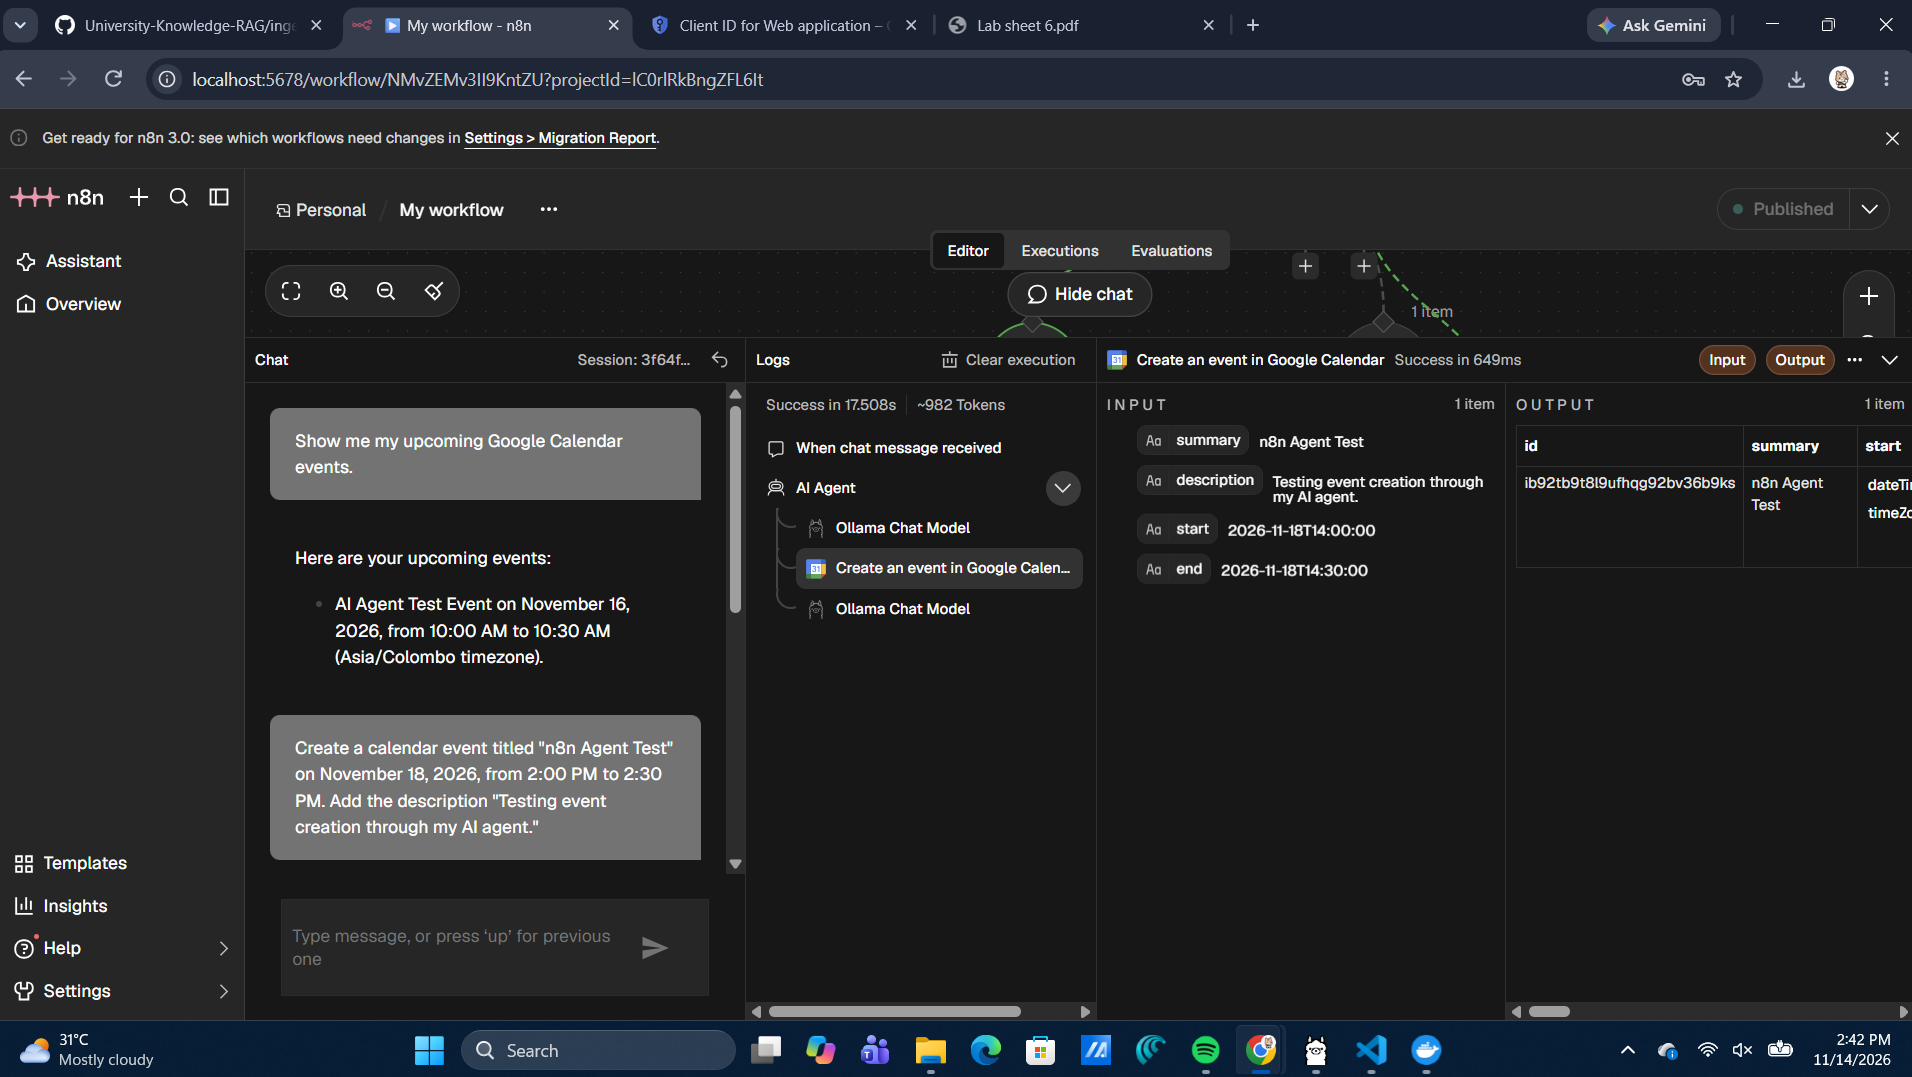 University-Knowledge-RAG/inge
My workflow - n8n
Client ID for Web application –
Lab sheet 6.pdf
Ask Gemini
localhost:5678/workflow/NMvZEMv3II9KntZU?projectId=lC0rlRkBngZFL6It
Get ready for n8n 3.0: see which workflows need changes in Settings > Migration Report.
n8n
Personal / My workflow
Published
Editor
Executions
Evaluations
Assistant
Overview
Hide chat
1 item
Chat
Session: 3f64f...
Show me my upcoming Google Calendar
events.
Here are your upcoming events:
AI Agent Test Event on November 16,
2026, from 10:00 AM to 10:30 AM
(Asia/Colombo timezone).
Create a calendar event titled "n8n Agent Test"
on November 18, 2026, from 2:00 PM to 2:30
PM. Add the description "Testing event
creation through my AI agent."
Type message, or press ‘up’ for previous
one
Logs
Clear execution
Success in 17.508s
~982 Tokens
When chat message received
AI Agent
Ollama Chat Model
31 Create an event in Google Calen...
Ollama Chat Model
31 Create an event in Google Calendar Success in 649ms
Input
Output
INPUT
1 item
Aa summary n8n Agent Test
Aa description Testing event creation through
my AI agent.
Aa start 2026-11-18T14:00:00
Aa end 2026-11-18T14:30:00
OUTPUT
1 item
id summary start
ib92tb9t8l9ufhqg92bv36b9ks n8n Agent dateTi
Test timeZo
Templates
Insights
Help
Settings
31°C
Mostly cloudy
Search
2:42 PM
11/14/2026